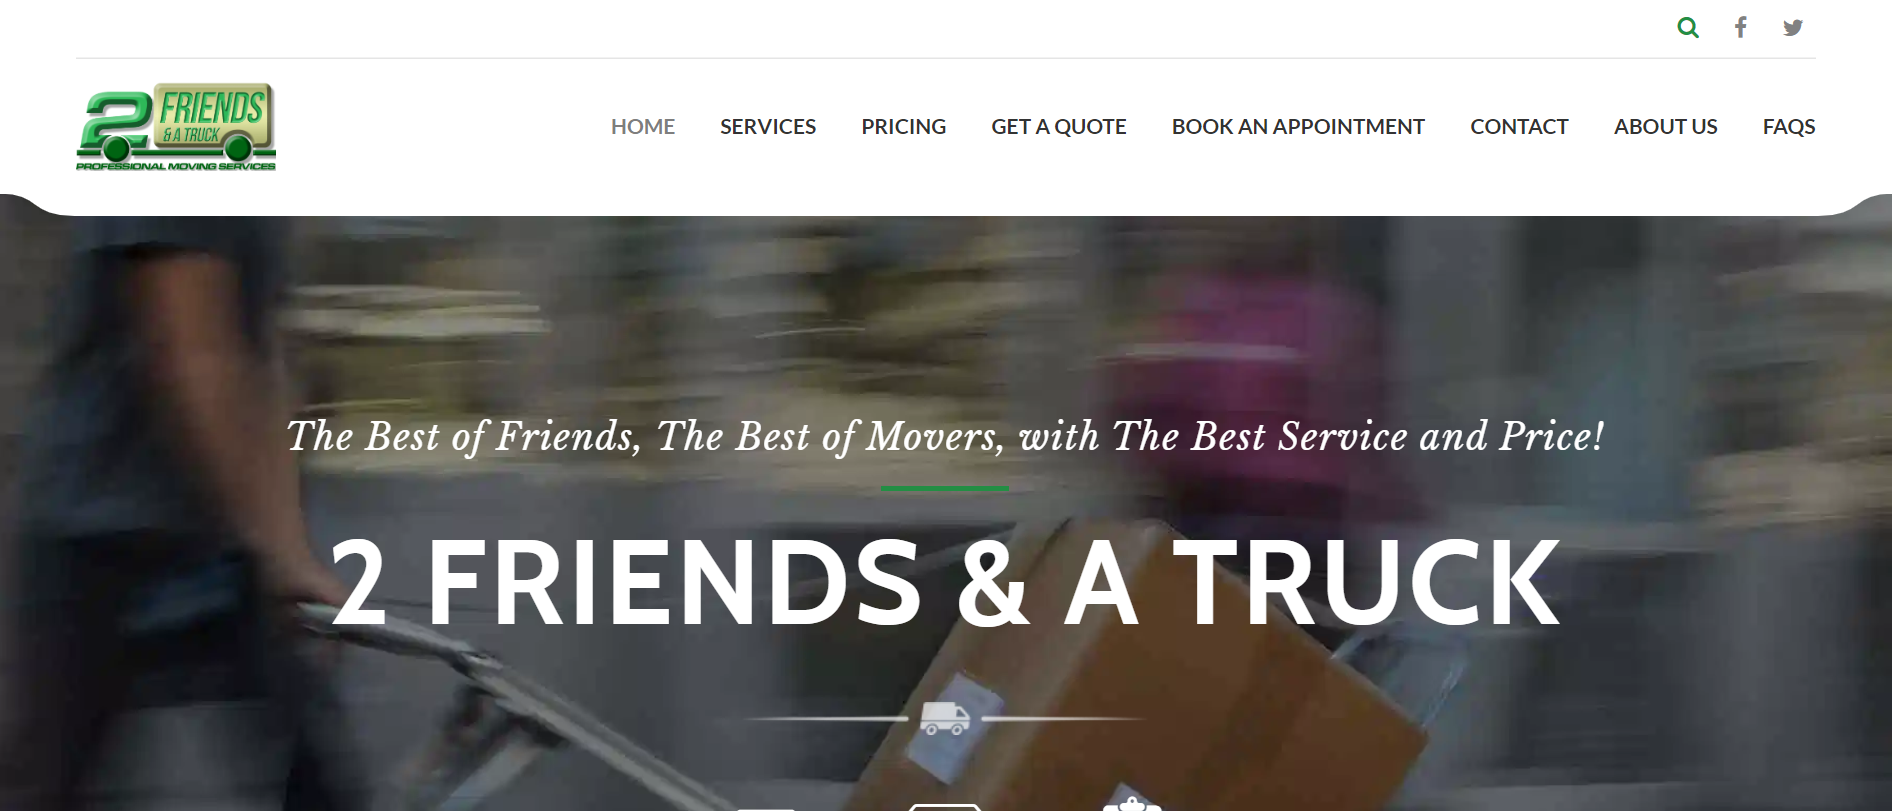 2 FRIENDS
& A TRUCK
PROFESSIONAL MOVING SERVICES
HOME SERVICES PRICING GET A QUOTE BOOK AN APPOINTMENT CONTACT ABOUT US FAQS
The Best of Friends, The Best of Movers, with The Best Service and Price!
2 FRIENDS & A TRUCK